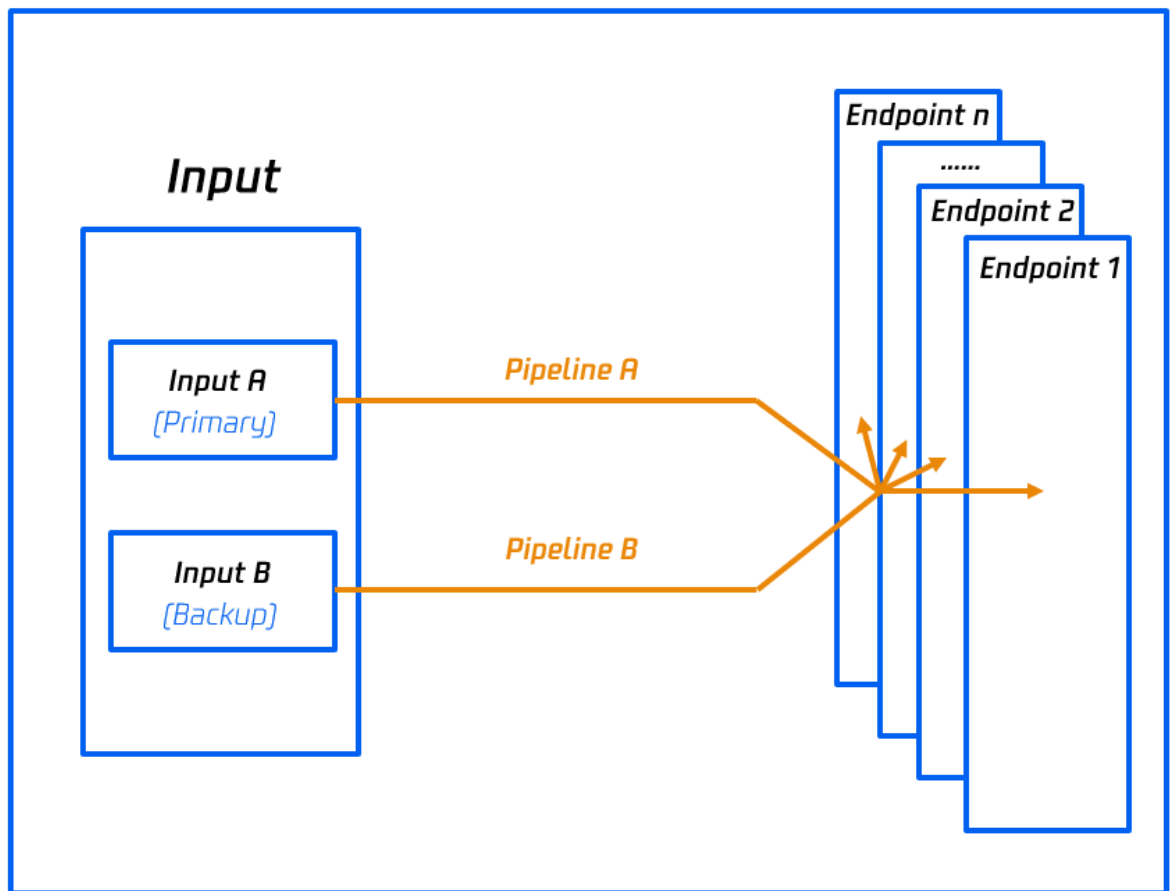 Input
Input A
(Primary)
Input B
(Backup)
Pipeline A
Pipeline B
Endpoint n
......
Endpoint 2
Endpoint 1